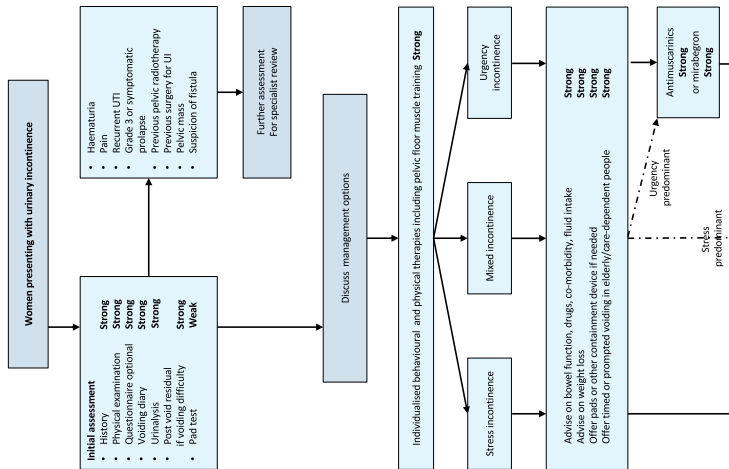 Women presenting with urinary incontinence
Initial assessment
• History Strong
• Physical examination Strong
• Questionnaire optional Strong
• Voiding diary Strong
• Urinalysis Strong
• Post void residual
if voiding difficulty Strong
• Pad test Weak
• Haematuria
• Pain
• Recurrent UTI
• Grade 3 or symptomatic
prolapse
• Previous pelvic radiotherapy
• Previous surgery for UI
• Pelvic mass
• Suspicion of fistula
Further assessment
For specialist review
Discuss management options
Individualised behavioural and physical therapies including pelvic floor muscle training Strong
Stress incontinence
Mixed incontinence
Urgency
incontinence
Advise on bowel function, drugs, co-morbidity, fluid intake Strong
Advise on weight loss Strong
Offer pads or other containment device if needed Strong
Offer timed or prompted voiding in elderly/care-dependent people Strong
Stress
predominant
Urgency
predominant
Antimuscarinics
Strong
or mirabegron
Strong